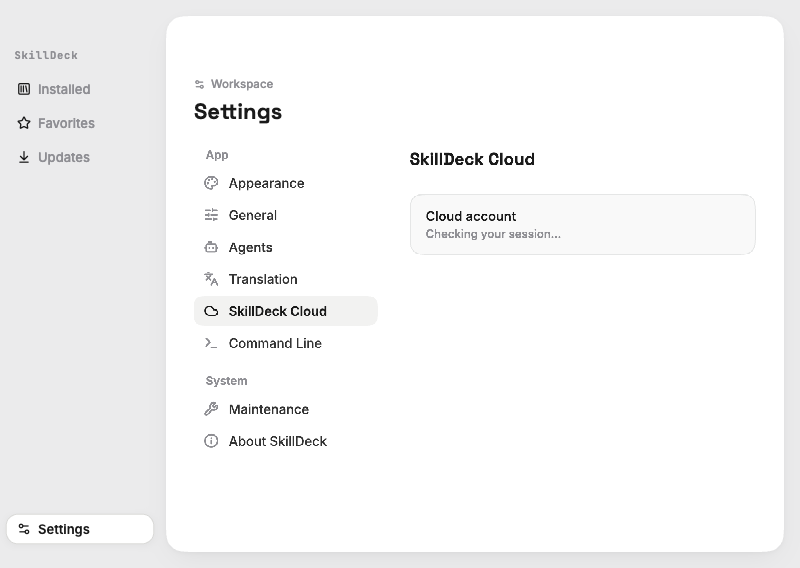 SkillDeck
Installed
Favorites
Updates
Settings
Workspace
Settings
App
Appearance
General
Agents
Translation
SkillDeck Cloud
Command Line
System
Maintenance
About SkillDeck
SkillDeck Cloud
Cloud account
Checking your session...